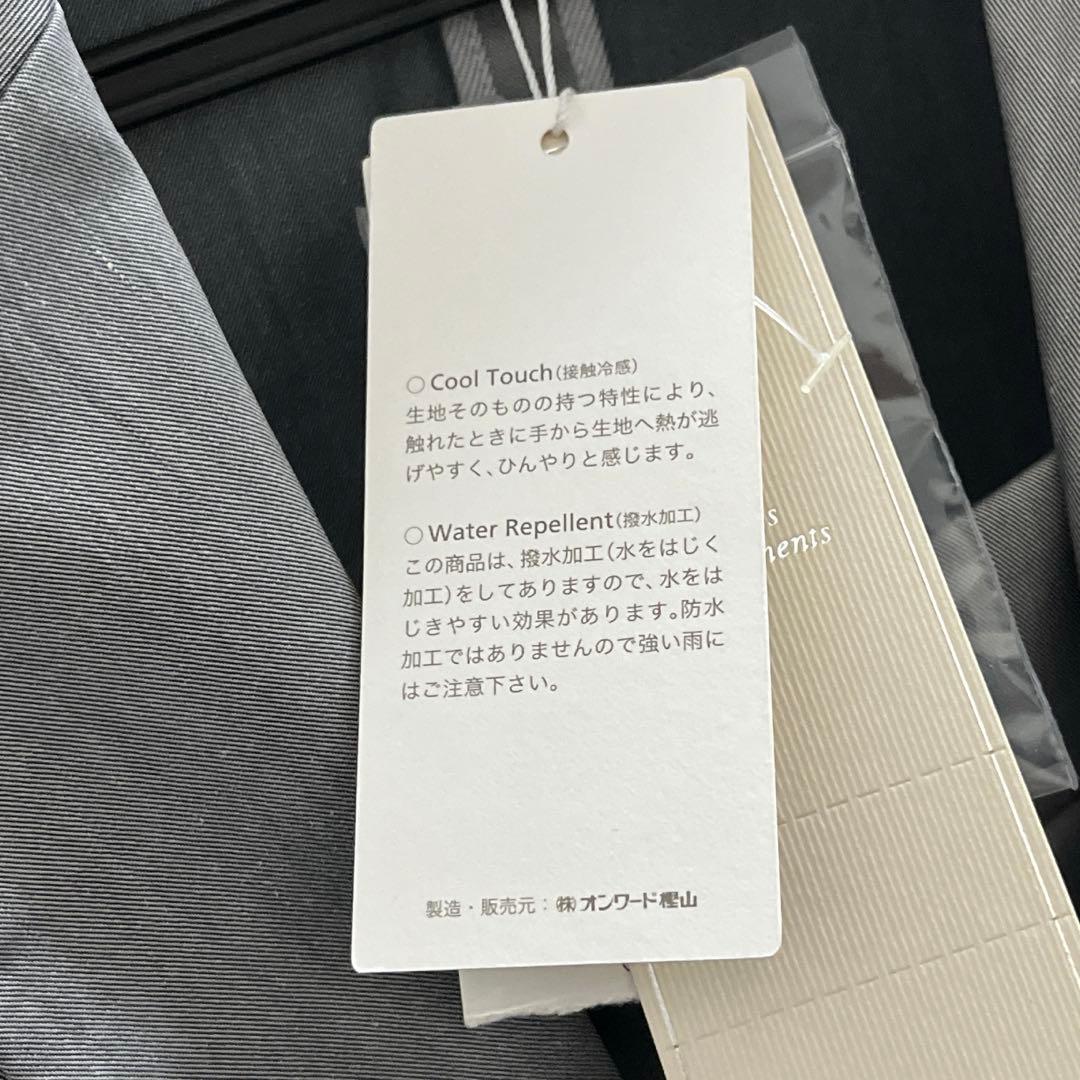 ○ Cool Touch(接触冷感)
生地そのものの持つ特性により、
触れたときに手から生地へ熱が逃
げやすく、ひんやりと感じます。
○ Water Repellent(撥水加工)
この商品は、撥水加工(水をはじく
加工)をしてありますので、水をは
じきやすい効果があります。防水
加工ではありませんので強い雨に
はご注意下さい。
製造・販売元:㈱オンワード樫山